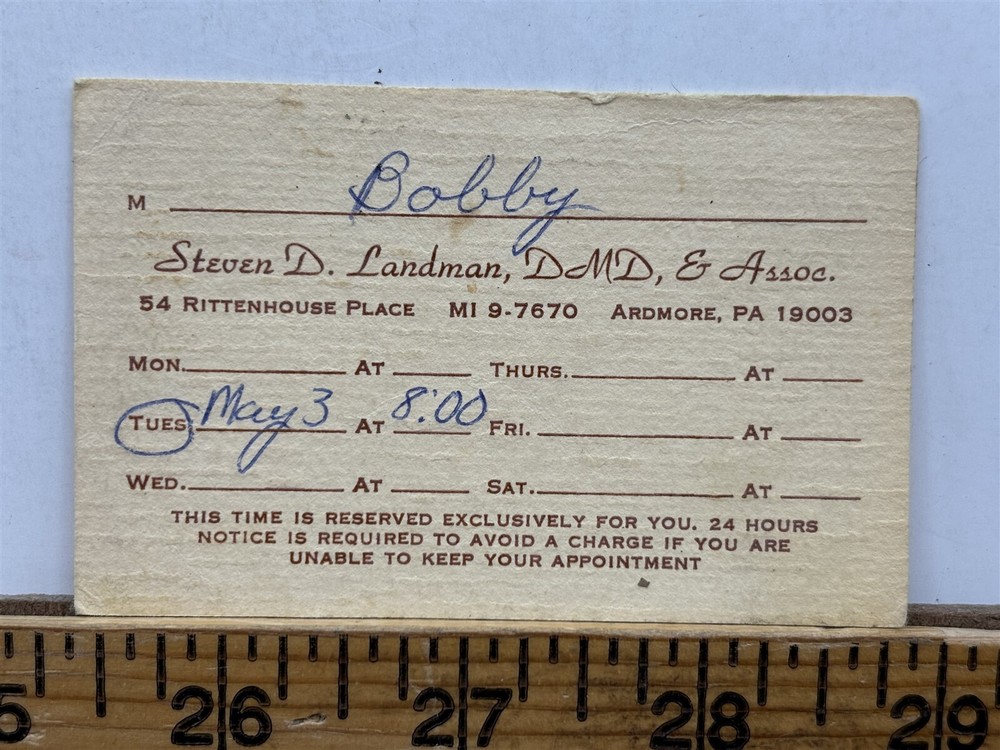 M Bobby
Steven D. Landman, DMD, & Assoc.
54 RITTENHOUSE PLACE MI 9-7670 ARDMORE, PA 19003
MON. AT THURS. AT
TUES May 3 AT 8:00 FRI. AT
WED. AT SAT. AT
THIS TIME IS RESERVED EXCLUSIVELY FOR YOU. 24 HOURS
NOTICE IS REQUIRED TO AVOID A CHARGE IF YOU ARE
UNABLE TO KEEP YOUR APPOINTMENT
5 26 27 28 29